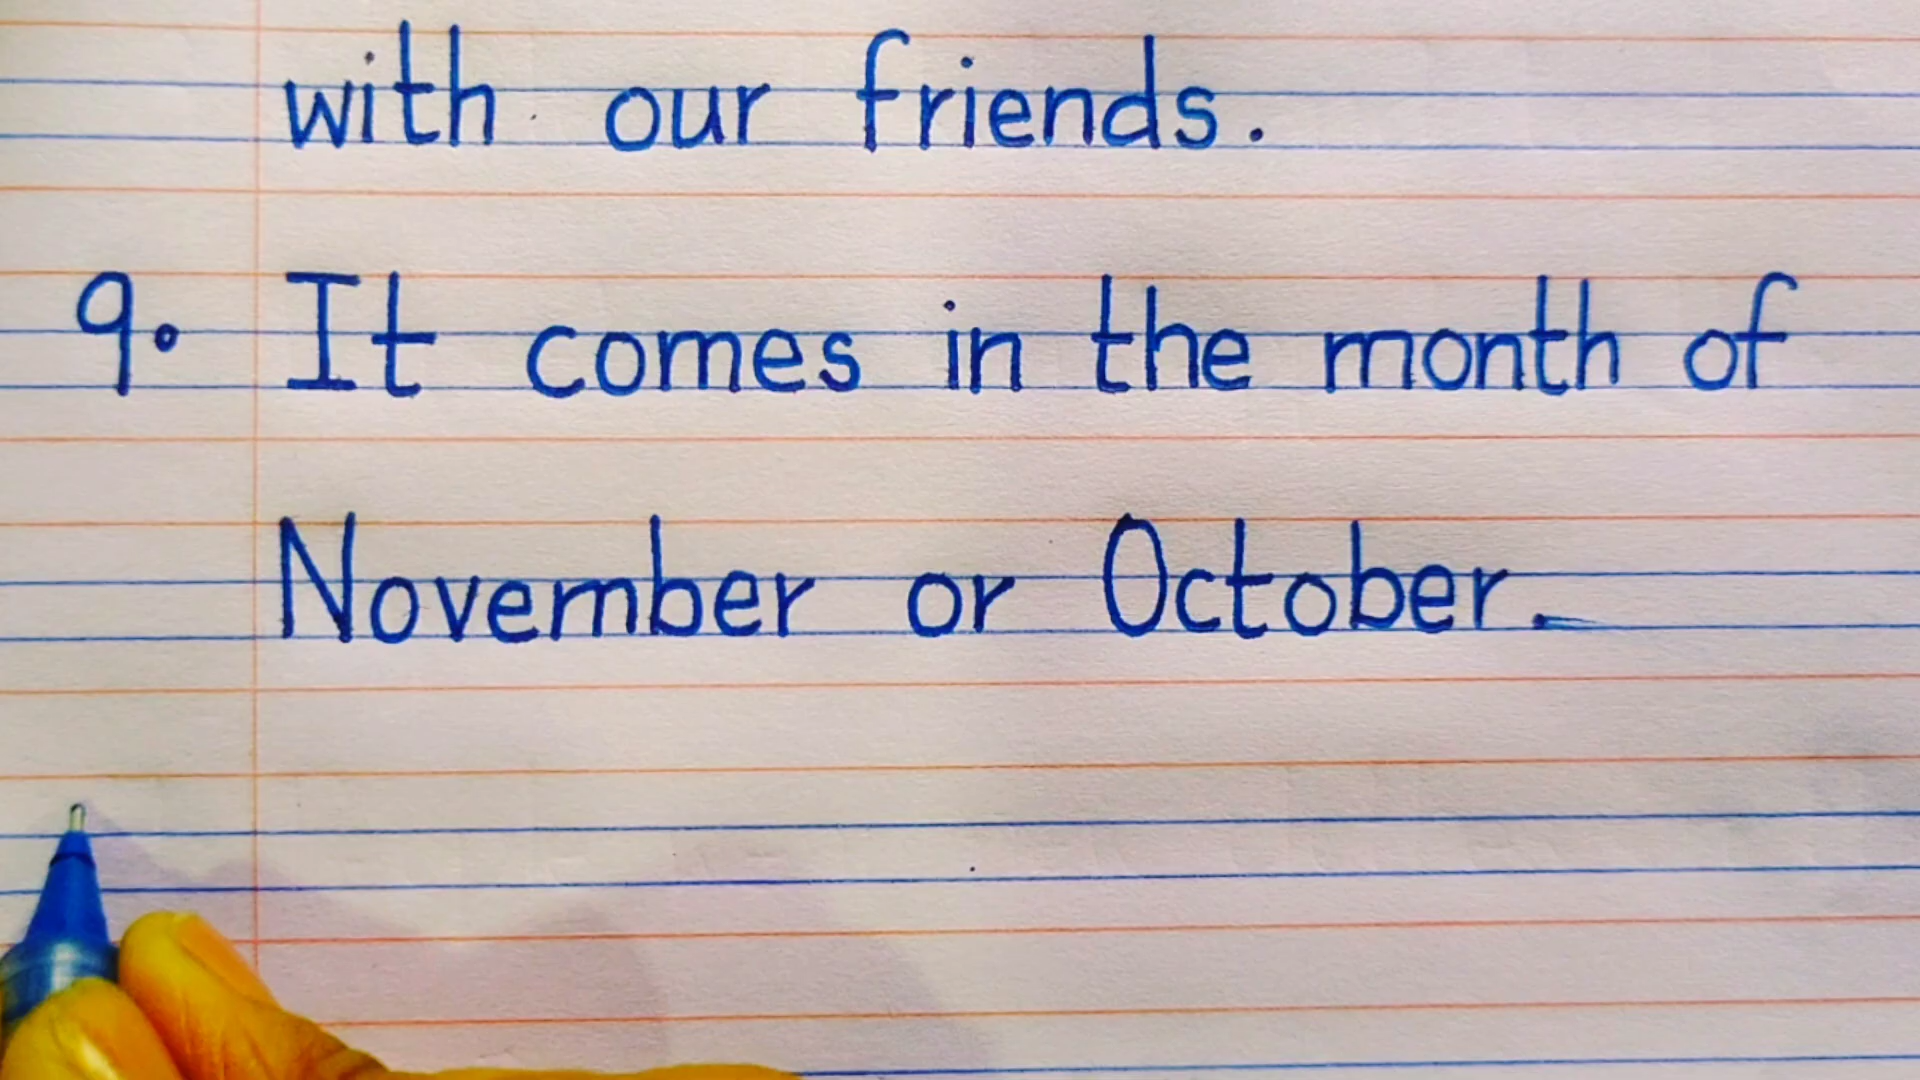 with our friends.
9. It comes in the month of
November or October.